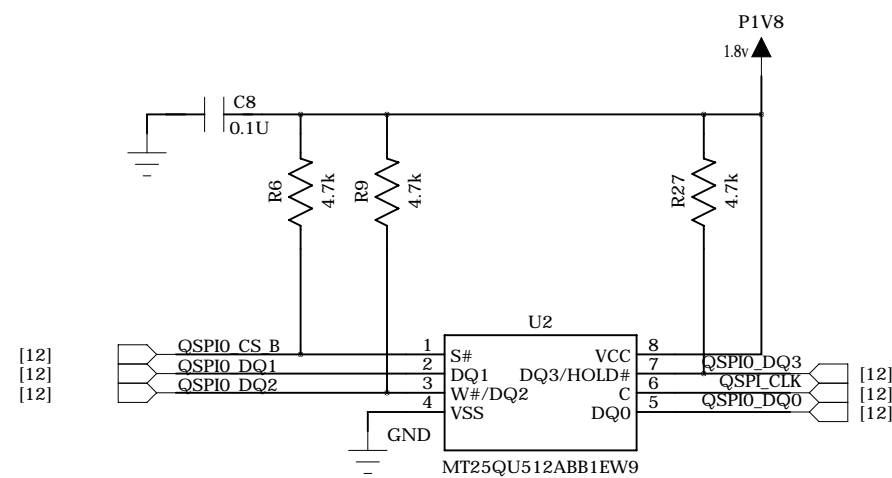 P1V8
1.8v
C8
0.1U
R6
4.7k
R9
4.7k
R27
4.7k
U2
[12] QSPI0_CS_B 1 S# VCC 8
[12] QSPI0_DQ1 2 DQ1 DQ3/HOLD# 7 QSPI0_DQ3 [12]
[12] QSPI0_DQ2 3 W#/DQ2 C 6 QSPI_CLK [12]
4 VSS DQ0 5 QSPI0_DQ0 [12]
GND
MT25QU512ABB1EW9